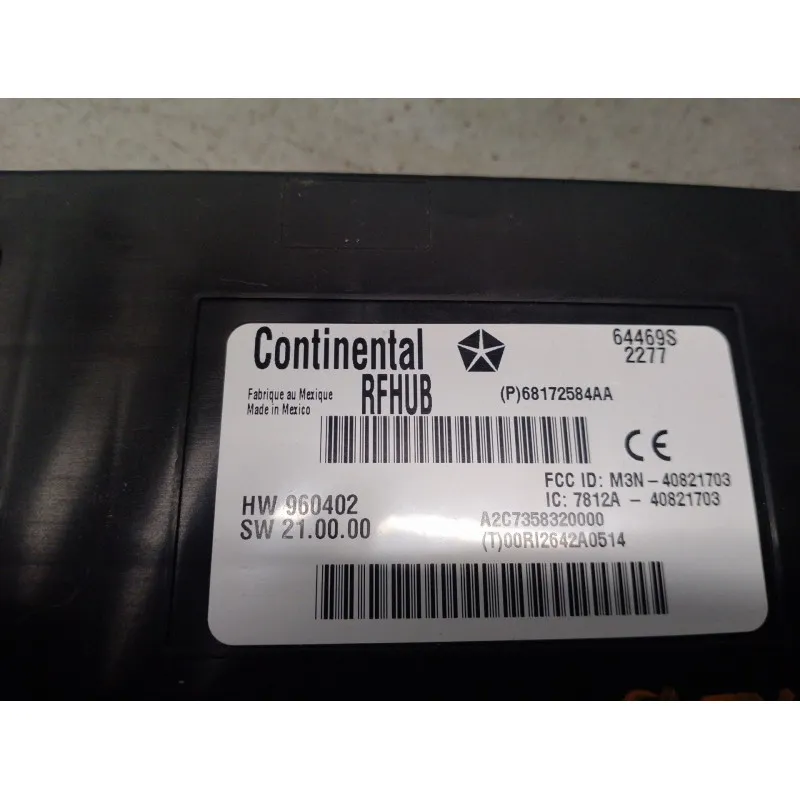 Continental
64469S
2277
Fabrique au Mexique
Made in Mexico
RFHUB
(P)68172584AA
CE
FCC ID: M3N-40821703
IC: 7812A - 40821703
HW 960402
SW 21.00.00
A2C7358320000
(T)00RI2642A0514